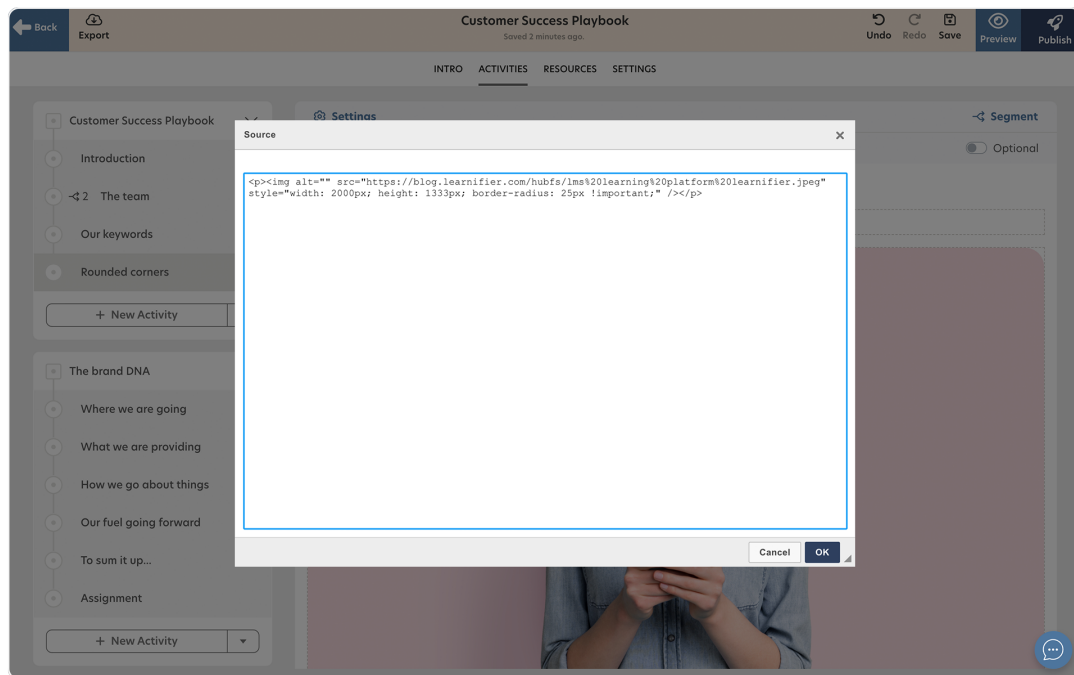 Back
Export
Customer Success Playbook
Saved 2 minutes ago.
Undo
Redo
Save
Preview
Publish
INTRO
ACTIVITIES
RESOURCES
SETTINGS
Customer Success Playbook
Introduction
2 The team
Our keywords
Rounded corners
+ New Activity
The brand DNA
Where we are going
What we are providing
How we go about things
Our fuel going forward
To sum it up...
Assignment
+ New Activity
Settings
Segment
Optional
Source
<p><img alt="" src="https://blog.learnifier.com/hubfs/lms%20learning%20platform%20learnifier.jpeg"
style="width: 2000px; height: 1333px; border-radius: 25px !important;" /></p>
Cancel
OK